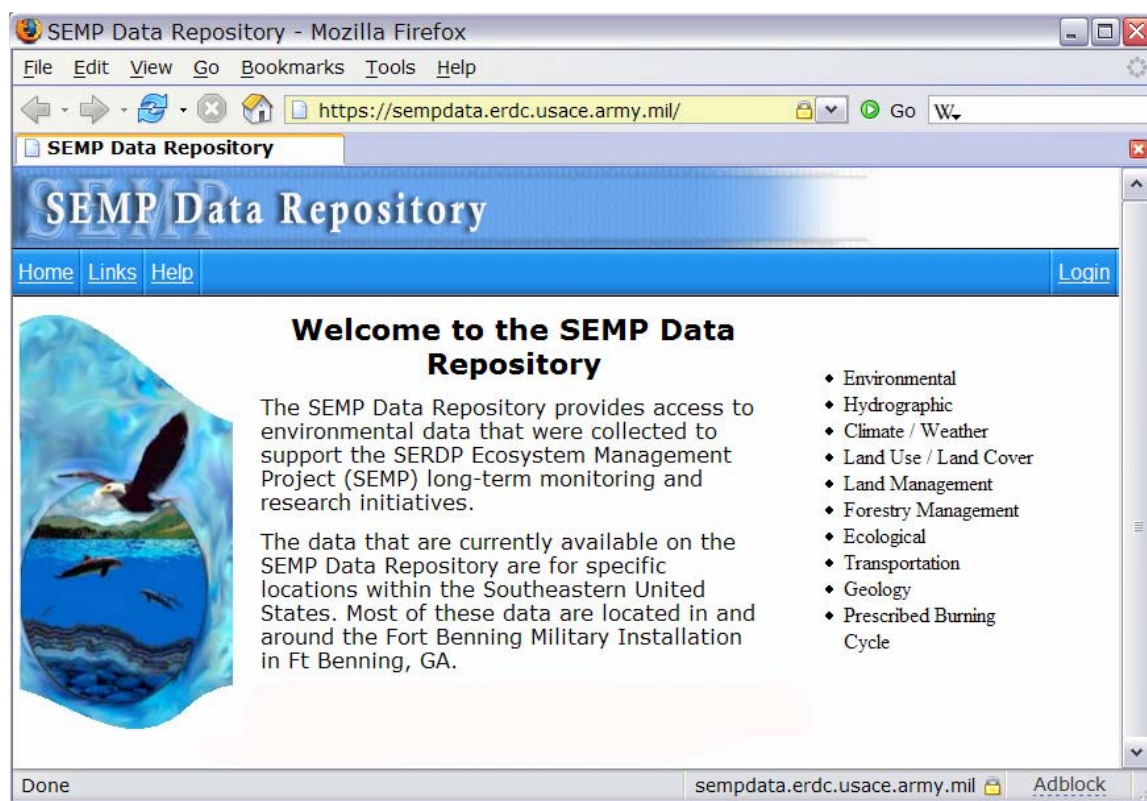 SEMP Data Repository - Mozilla Firefox
File Edit View Go Bookmarks Tools Help
https://sempdata.erdc.usace.army.mil/ Go W.
SEMP Data Repository
SEMP
SEMP Data Repository
Home Links Help Login
Welcome to the SEMP Data
Repository
The SEMP Data Repository provides access to
environmental data that were collected to
support the SERDP Ecosystem Management
Project (SEMP) long-term monitoring and
research initiatives.
The data that are currently available on the
SEMP Data Repository are for specific
locations within the Southeastern United
States. Most of these data are located in and
around the Fort Benning Military Installation
in Ft Benning, GA.
Environmental
Hydrographic
Climate / Weather
Land Use / Land Cover
Land Management
Forestry Management
Ecological
Transportation
Geology
Prescribed Burning
Cycle
Done sempdata.erdc.usace.army.mil Adblock